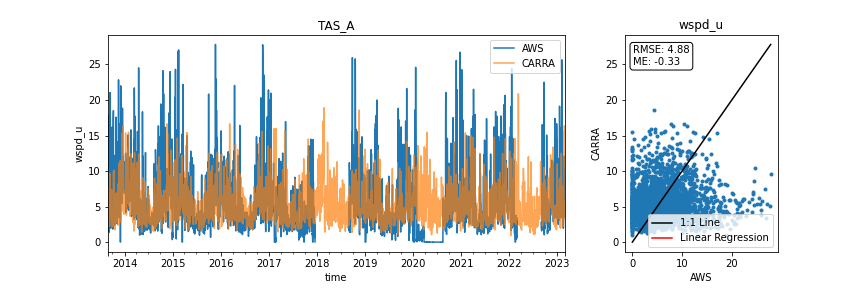 TAS_A
wspd_u
25
20
15
10
5
0
AWS
CARRA
2014 2015 2016 2017 2018 2019 2020 2021 2022 2023
time
wspd_u
CARRA
25
20
15
10
5
0
RMSE: 4.88
ME: -0.33
1:1 Line
Linear Regression
0 10 20
AWS